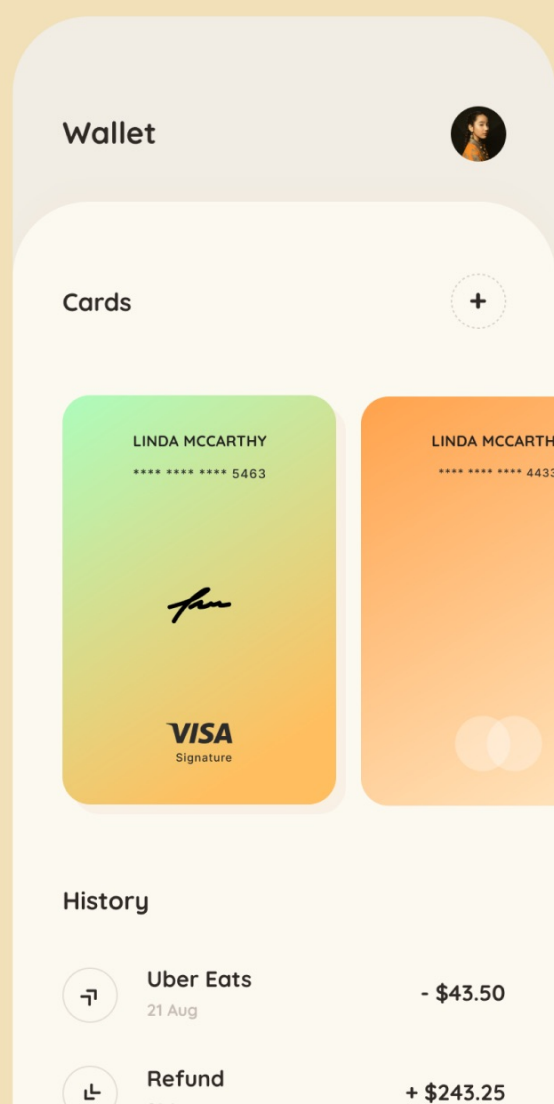 Wallet
Cards
+
LINDA MCCARTHY
**** **** **** 5463
VISA
Signature
LINDA MCCARTH
**** **** **** 4433
History
Uber Eats
21 Aug
- $43.50
Refund
+ $243.25